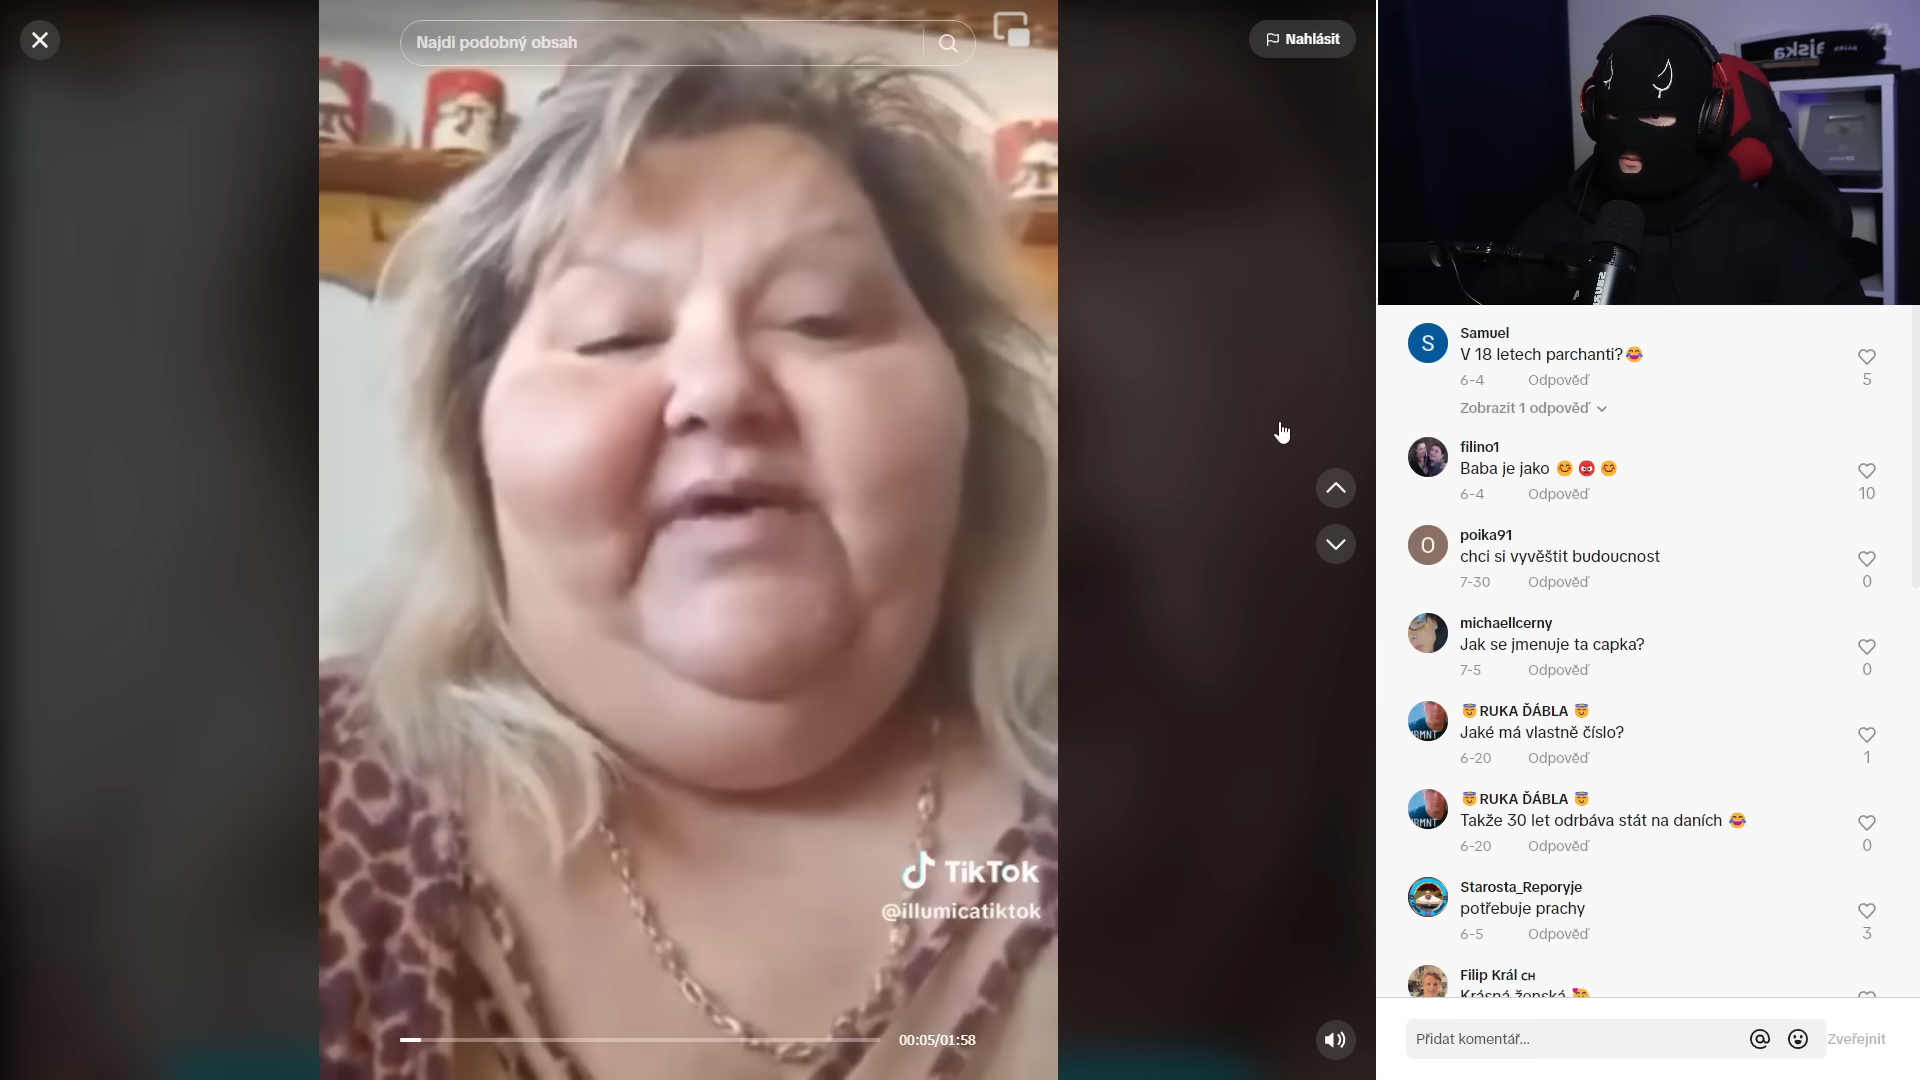 Najdi podobný obsah
Nahlásit
TikTok
@illumicatiktok
00:05/01:58
Samuel
V 18 letech parchanti?😂
6-4 Odpověď
5
Zobrazit 1 odpověď
filino1
Baba je jako 😊 😡 😊
6-4 Odpověď
10
poika91
chci si vyvěštit budoucnost
7-30 Odpověď
0
michaellcerny
Jak se jmenuje ta capka?
7-5 Odpověď
0
😇RUKA ĎÁBLA 😇
Jaké má vlastně číslo?
6-20 Odpověď
1
😇RUKA ĎÁBLA 😇
Takže 30 let odrbáva stát na daních 😂
6-20 Odpověď
0
Starosta_Reporyje
potřebuje prachy
6-5 Odpověď
3
Filip Král CH
Krásná ženská 🥰
Přidat komentář...
Zveřejnit